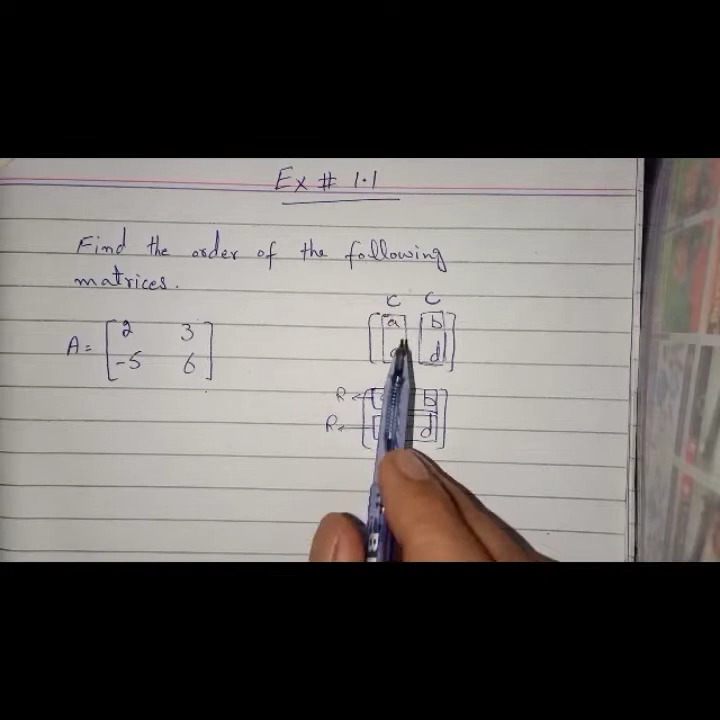 Ex # 1.1
Find the order of the following
matrices.
A = [ 2 3
-5 6 ]
C C
[ a b
d ]
R [ b
R d ]